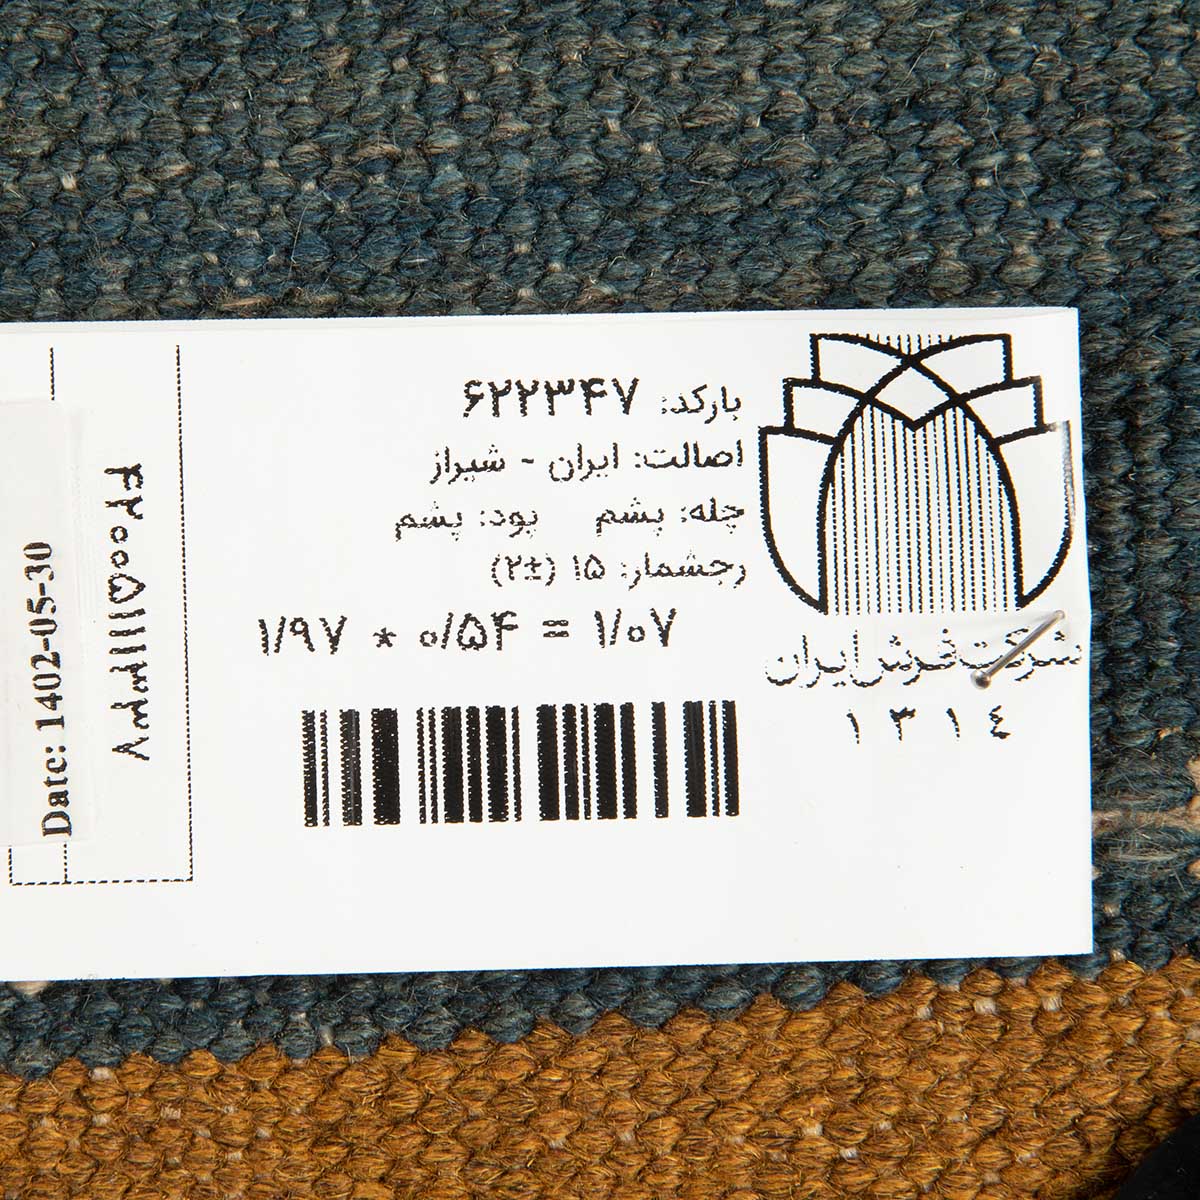 بارکد: ۶۲۲۳۴۷
اصالت: ایران - شیراز
چله: پشم پود: پشم
رجشمار: ۱۵ (±۲)
۱/۹۷ * ۰/۵۴ = ۱/۰۷
شرکت فرش ایران
۱۳۱٤
Date: 1402-05-30